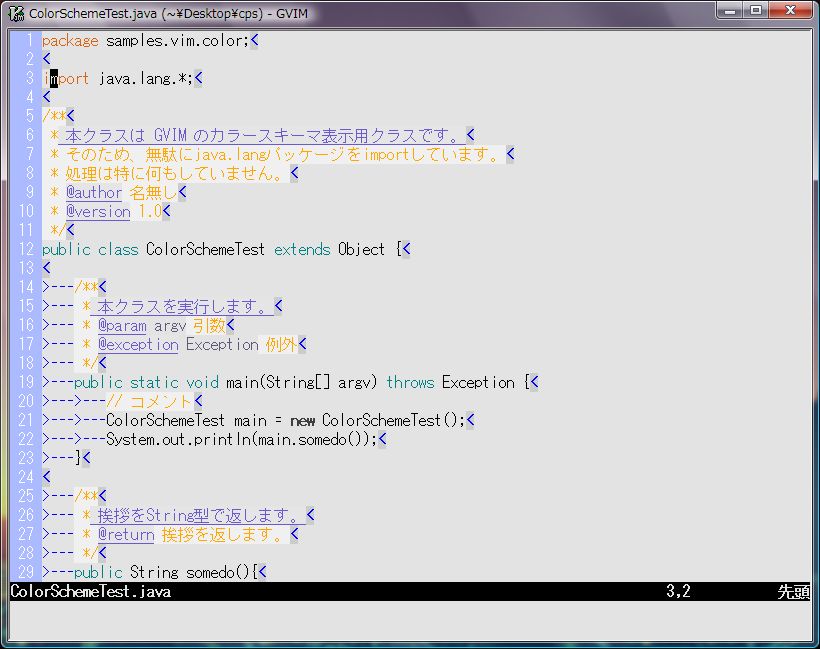 ColorSchemeTest.java (~¥Desktop¥cps) - GVIM
1 package samples.vim.color;<
2 <
3 import java.lang.*;<
4 <
5 /**<
6  * 本クラスは GVIM のカラースキーマ表示用クラスです。<
7  * そのため、無駄にjava.langパッケージをimportしています。<
8  * 処理は特に何もしていません。<
9  * @author 名無し<
10  * @version 1.0<
11  */<
12 public class ColorSchemeTest extends Object {<
13 <
14 >---/**<
15 >--- * 本クラスを実行します。<
16 >--- * @param argv 引数<
17 >--- * @exception Exception 例外<
18 >--- */<
19 >---public static void main(String[] argv) throws Exception {<
20 >--->---// コメント<
21 >--->---ColorSchemeTest main = new ColorSchemeTest();<
22 >--->---System.out.println(main.somedo());<
23 >---}<
24 <
25 >---/**<
26 >--- * 挨拶をString型で返します。<
27 >--- * @return 挨拶を返します。<
28 >--- */<
29 >---public String somedo(){<
ColorSchemeTest.java 3,2 先頭